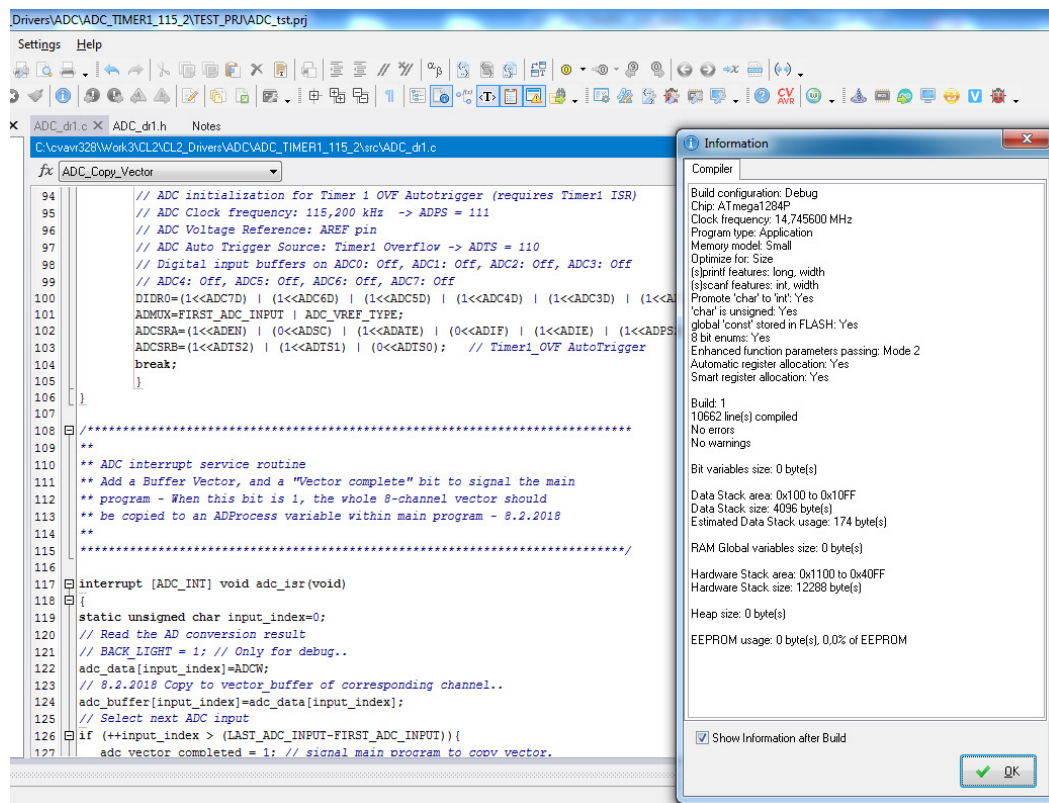 Drivers\ADC\ADC_TIMER1_115_2\TEST_PRJ\ADC_tst.prj
Settings Help
ADC_dr1.c ADC_dr1.h Notes
C:\cvavr328\Work3\CL2\CL2_Drivers\ADC\ADC_TIMER1_115_2\src\ADC_dr1.c
fx ADC_Copy_Vector
94 // ADC initialization for Timer 1 OVF Autotrigger (requires Timer1 ISR)
95 // ADC Clock frequency: 115,200 kHz -> ADPS = 111
96 // ADC Voltage Reference: AREF pin
97 // ADC Auto Trigger Source: Timer1 Overflow -> ADTS = 110
98 // Digital input buffers on ADC0: Off, ADC1: Off, ADC2: Off, ADC3: Off
99 // ADC4: Off, ADC5: Off, ADC6: Off, ADC7: Off
100 DIDR0=(1<<ADC7D) | (1<<ADC6D) | (1<<ADC5D) | (1<<ADC4D) | (1<<ADC3D) | (1<<A
101 ADMUX=FIRST_ADC_INPUT | ADC_VREF_TYPE;
102 ADCSRA=(1<<ADEN) | (0<<ADSC) | (1<<ADATE) | (0<<ADIF) | (1<<ADIE) | (1<<ADPS
103 ADCSRB=(1<<ADTS2) | (1<<ADTS1) | (0<<ADTS0); // Timer1_OVF AutoTrigger
104 break;
105 }
106 }
107
108 /******************************************************************************
109 **
110 ** ADC interrupt service routine
111 ** Add a Buffer Vector, and a "Vector complete" bit to signal the main
112 ** program - When this bit is 1, the whole 8-channel vector should
113 ** be copied to an ADProcess variable within main program - 8.2.2018
114 **
115 ******************************************************************************/
116
117 interrupt [ADC_INT] void adc_isr(void)
118 {
119 static unsigned char input_index=0;
120 // Read the AD conversion result
121 // BACK_LIGHT = 1; // Only for debug..
122 adc_data[input_index]=ADCW;
123 // 8.2.2018 Copy to vector_buffer of corresponding channel..
124 adc_buffer[input_index]=adc_data[input_index];
125 // Select next ADC input
126 if (++input_index > (LAST_ADC_INPUT-FIRST_ADC_INPUT)){
127 adc_vector_completed = 1; // signal main program to copy vector.
Information
Compiler
Build configuration: Debug
Chip: ATmega1284P
Clock frequency: 14,745600 MHz
Program type: Application
Memory model: Small
Optimize for: Size
(s)printf features: long, width
(s)scanf features: int, width
Promote 'char' to 'int': Yes
'char' is unsigned: Yes
global 'const' stored in FLASH: Yes
8 bit enums: Yes
Enhanced function parameters passing: Mode 2
Automatic register allocation: Yes
Smart register allocation: Yes
Build: 1
10662 line(s) compiled
No errors
No warnings
Bit variables size: 0 byte(s)
Data Stack area: 0x100 to 0x10FF
Data Stack size: 4096 byte(s)
Estimated Data Stack usage: 174 byte(s)
RAM Global variables size: 0 byte(s)
Hardware Stack area: 0x1100 to 0x40FF
Hardware Stack size: 12288 byte(s)
Heap size: 0 byte(s)
EEPROM usage: 0 byte(s), 0,0% of EEPROM
Show Information after Build
OK